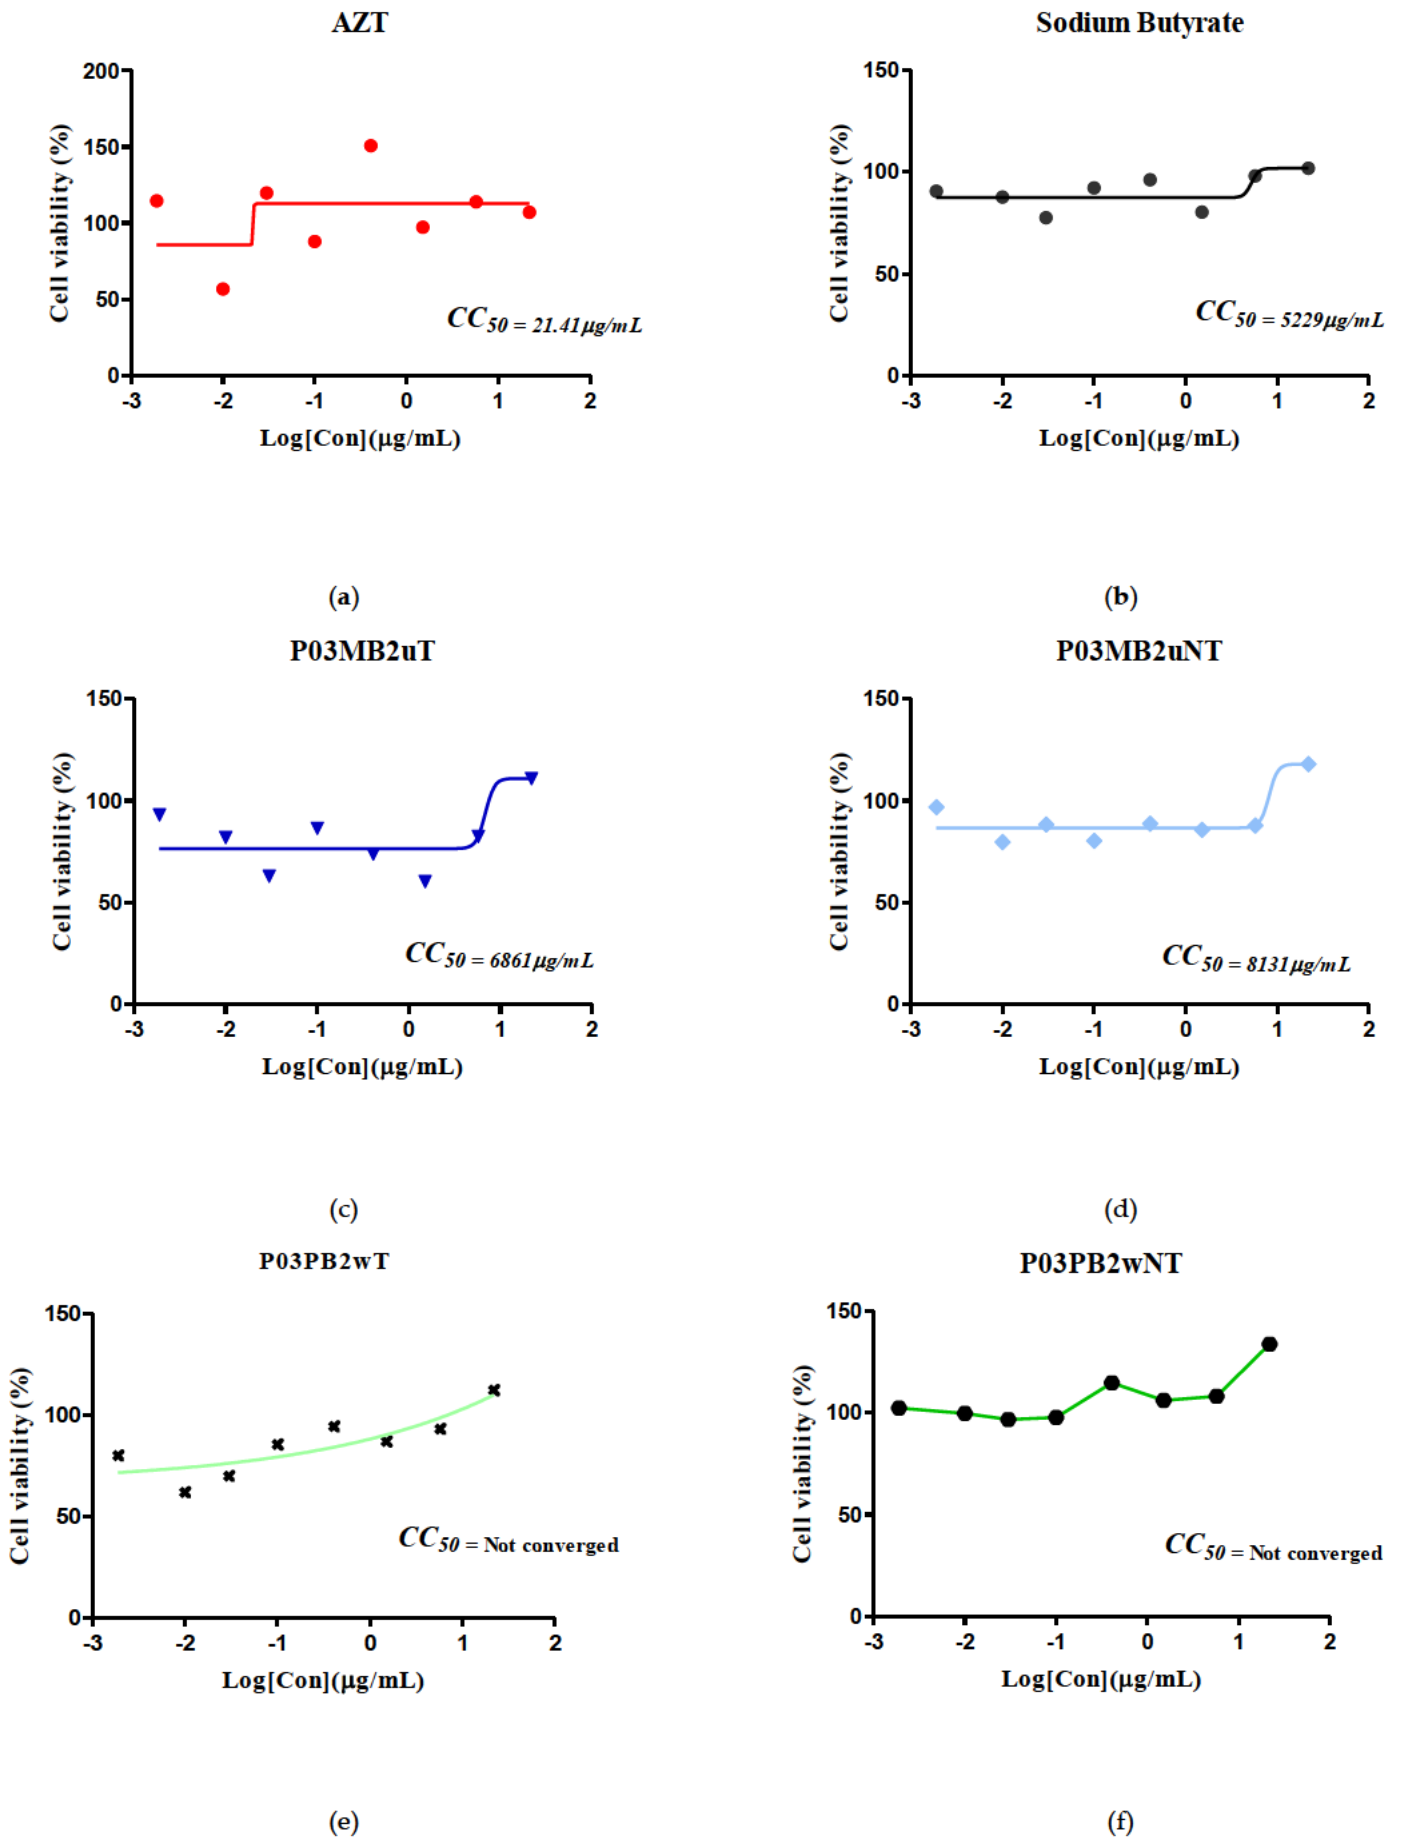 AZT
200
150
100
50
0
-3 -2 -1 0 1 2
Cell viability (%)
Log[Con](μg/mL)
CC50 = 21.41μg/mL
(a)
Sodium Butyrate
150
100
50
0
-3 -2 -1 0 1 2
Cell viability (%)
Log[Con](μg/mL)
CC50 = 5229μg/mL
(b)
P03MB2uT
150
100
50
0
-3 -2 -1 0 1 2
Cell viability (%)
Log[Con](μg/mL)
CC50 = 6861μg/mL
(c)
P03MB2uNT
150
100
50
0
-3 -2 -1 0 1 2
Cell viability (%)
Log[Con](μg/mL)
CC50 = 8131μg/mL
(d)
P03PB2wT
150
100
50
0
-3 -2 -1 0 1 2
Cell viability (%)
Log[Con](μg/mL)
CC50 = Not converged
(e)
P03PB2wNT
150
100
50
0
-3 -2 -1 0 1 2
Cell viability (%)
Log[Con](μg/mL)
CC50 = Not converged
(f)